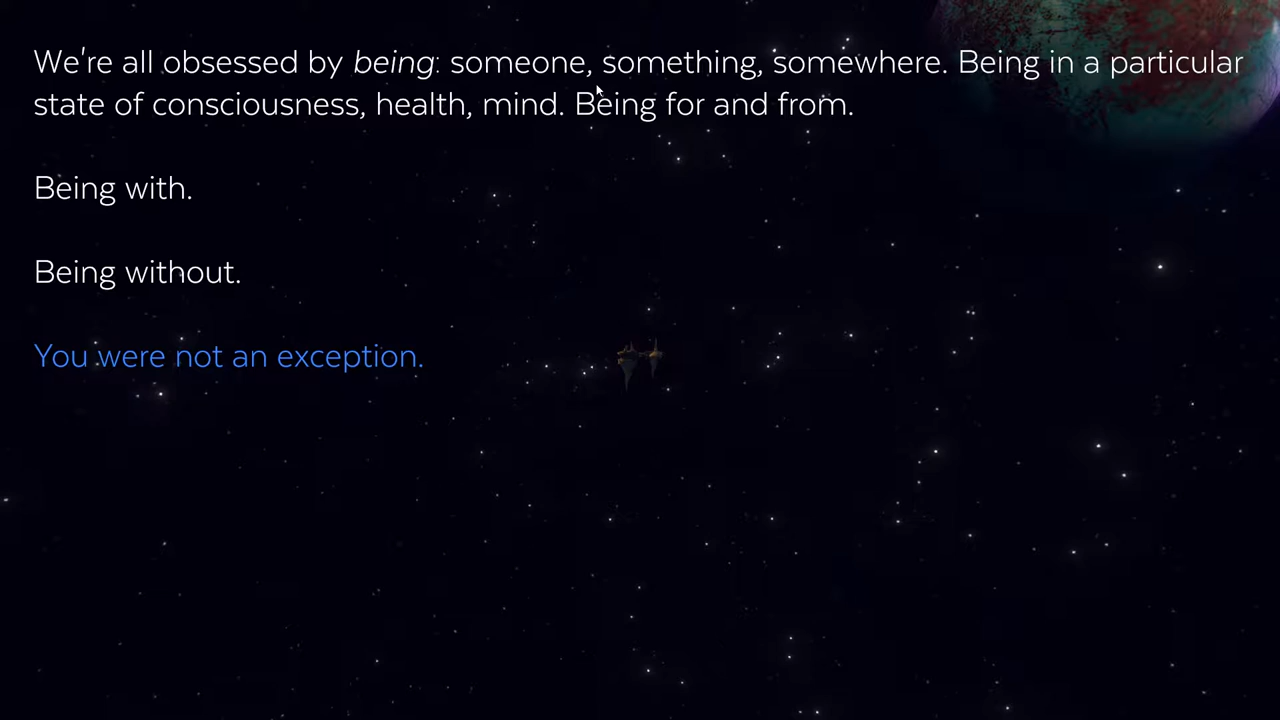 We're all obsessed by being: someone, something, somewhere. Being in a particular
state of consciousness, health, mind. Being for and from.
Being with.
Being without.
You were not an exception.